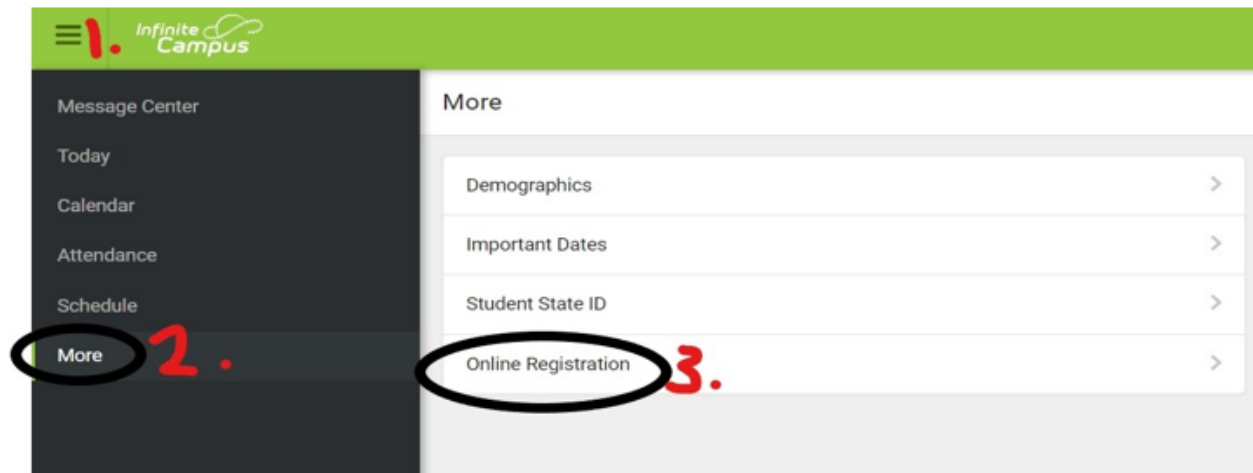 1. Infinite
Campus
Message Center
Today
Calendar
Attendance
Schedule
More 2.
More
Demographics
Important Dates
Student State ID
Online Registration 3.